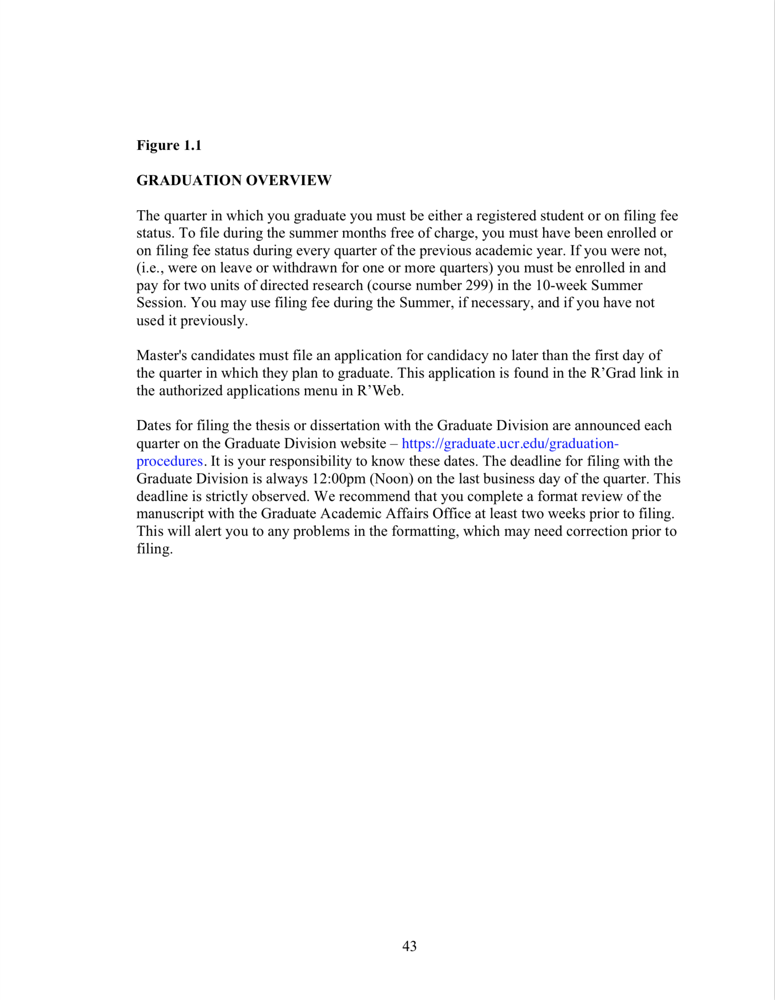 Figure 1.1
GRADUATION OVERVIEW
The quarter in which you graduate you must be either a registered student or on filing fee
status. To file during the summer months free of charge, you must have been enrolled or
on filing fee status during every quarter of the previous academic year. If you were not,
(i.e., were on leave or withdrawn for one or more quarters) you must be enrolled in and
pay for two units of directed research (course number 299) in the 10-week Summer
Session. You may use filing fee during the Summer, if necessary, and if you have not
used it previously.
Master's candidates must file an application for candidacy no later than the first day of
the quarter in which they plan to graduate. This application is found in the R’Grad link in
the authorized applications menu in R’Web.
Dates for filing the thesis or dissertation with the Graduate Division are announced each
quarter on the Graduate Division website – https://graduate.ucr.edu/graduation-
procedures. It is your responsibility to know these dates. The deadline for filing with the
Graduate Division is always 12:00pm (Noon) on the last business day of the quarter. This
deadline is strictly observed. We recommend that you complete a format review of the
manuscript with the Graduate Academic Affairs Office at least two weeks prior to filing.
This will alert you to any problems in the formatting, which may need correction prior to
filing.
43